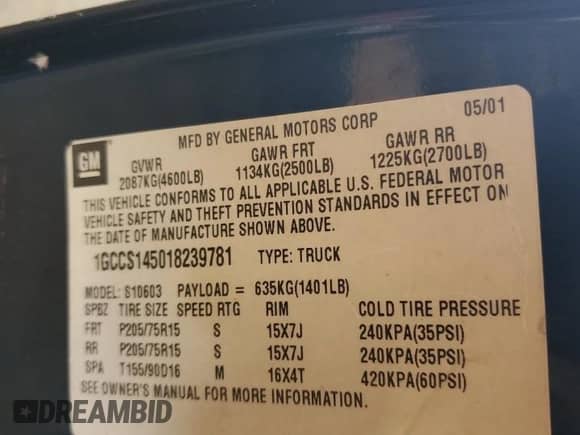 05/01
GM
MFD BY GENERAL MOTORS CORP
GVWR GAWR FRT GAWR RR
2087KG(4600LB) 1134KG(2500LB) 1225KG(2700LB)
THIS VEHICLE CONFORMS TO ALL APPLICABLE U.S. FEDERAL MOTOR
VEHICLE SAFETY AND THEFT PREVENTION STANDARDS IN EFFECT ON
THE DATE OF MANUFACTURE SHOWN ABOVE.
1GCCS145018239781 TYPE: TRUCK
MODEL: S10603 PAYLOAD = 635KG(1401LB)
SPBZ TIRE SIZE SPEED RTG RIM COLD TIRE PRESSURE
FRT P205/75R15 S 15X7J 240KPA(35PSI)
RR P205/75R15 S 15X7J 240KPA(35PSI)
SPA T155/90D16 M 16X4T 420KPA(60PSI)
SEE OWNER'S MANUAL FOR MORE INFORMATION.
DREAMBID